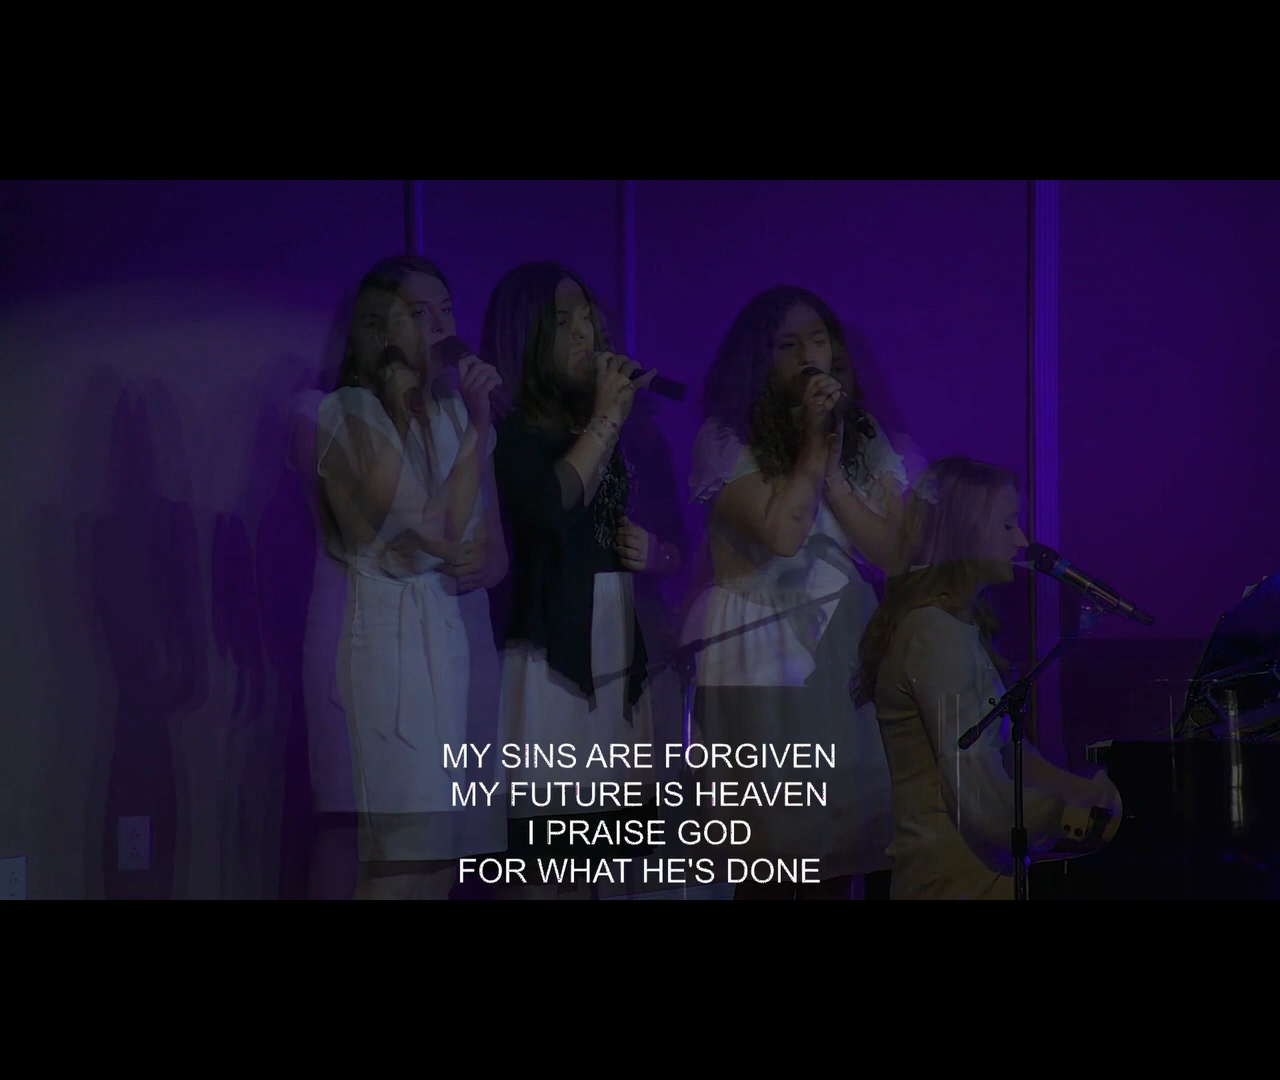 MY SINS ARE FORGIVEN
MY FUTURE IS HEAVEN
I PRAISE GOD
FOR WHAT HE'S DONE